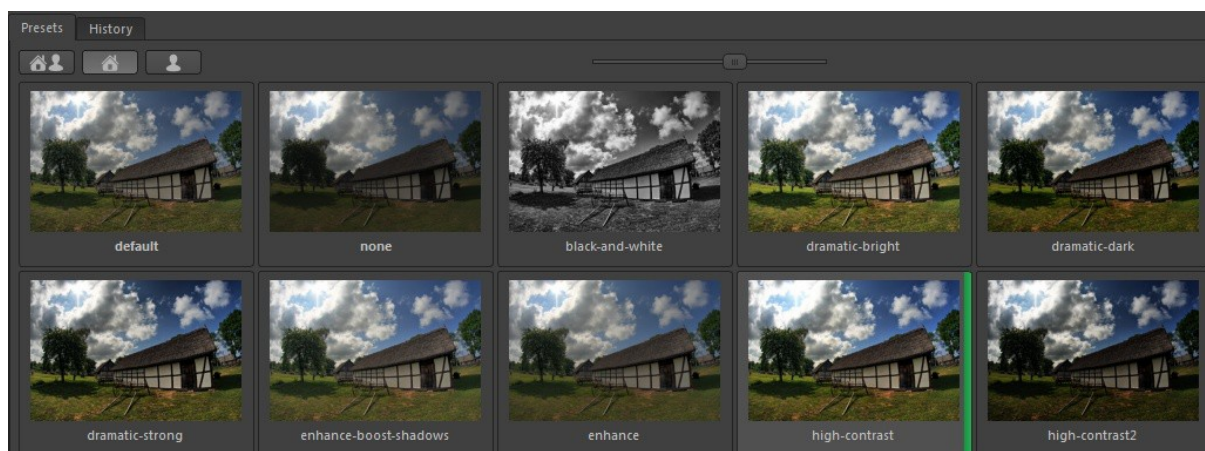 Presets History
default none black-and-white dramatic-bright dramatic-dark
dramatic-strong enhance-boost-shadows enhance high-contrast high-contrast2